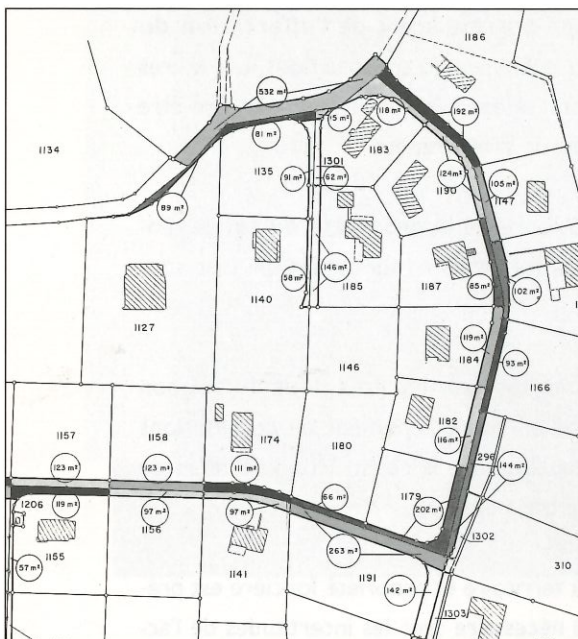 1186
532 m²
1134
81 m²
75 m²
118 m²
192 m²
1183
1301
1135
91 m²
62 m²
124 m²
1190
105 m²
1147
89 m²
146 m²
58 m²
1185
1187
85 m²
102 m²
1140
1127
119 m²
1184
93 m²
1146
1166
1182
116 m²
296
1157
1158
1174
1180
123 m²
123 m²
111 m²
144 m²
1179
66 m²
202 m²
1206
119 m²
97 m²
1156
97 m²
263 m²
1302
1155
57 m²
1141
1191
142 m²
310
1303